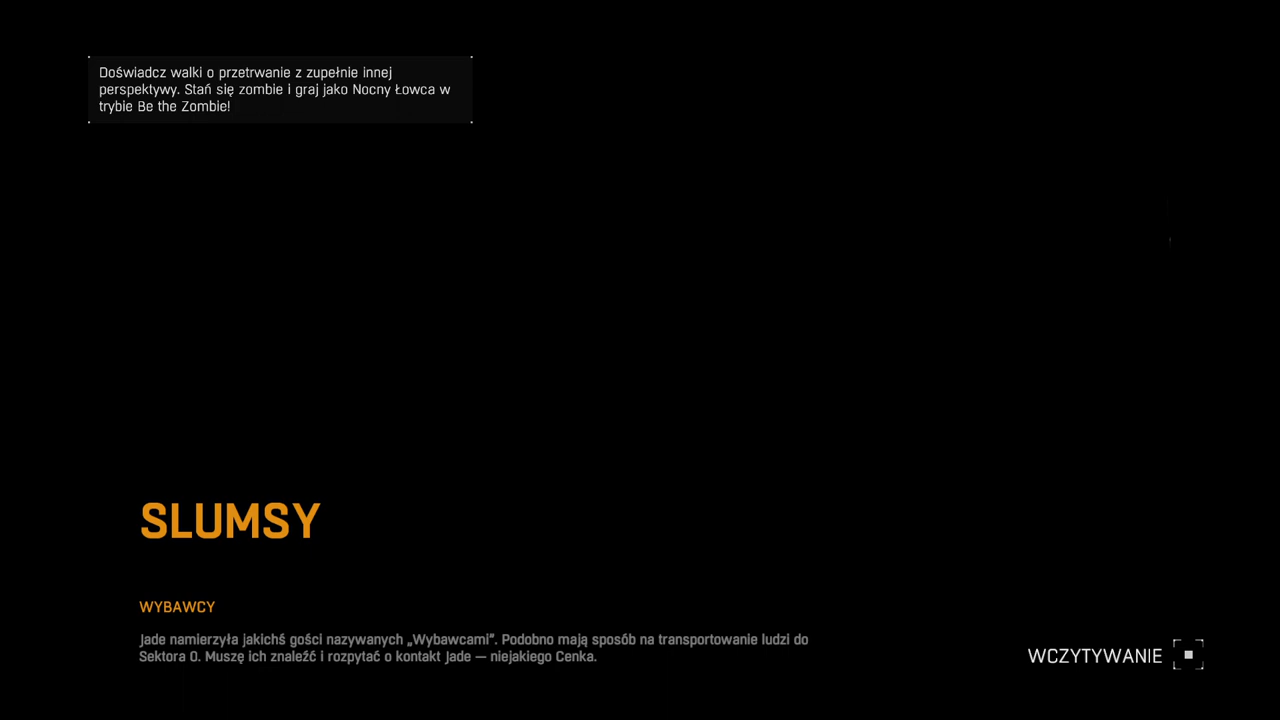 Doświadcz walki o przetrwanie z zupełnie innej
perspektywy. Stań się zombie i graj jako Nocny Łowca w
trybie Be the Zombie!
SLUMSY
WYBAWCY
Jade namierzyła jakichś gości nazywanych „Wybawcami”. Podobno mają sposób na transportowanie ludzi do
Sektora 0. Muszę ich znaleźć i rozpytać o kontakt Jade — niejakiego Cenka.
WCZYTYWANIE